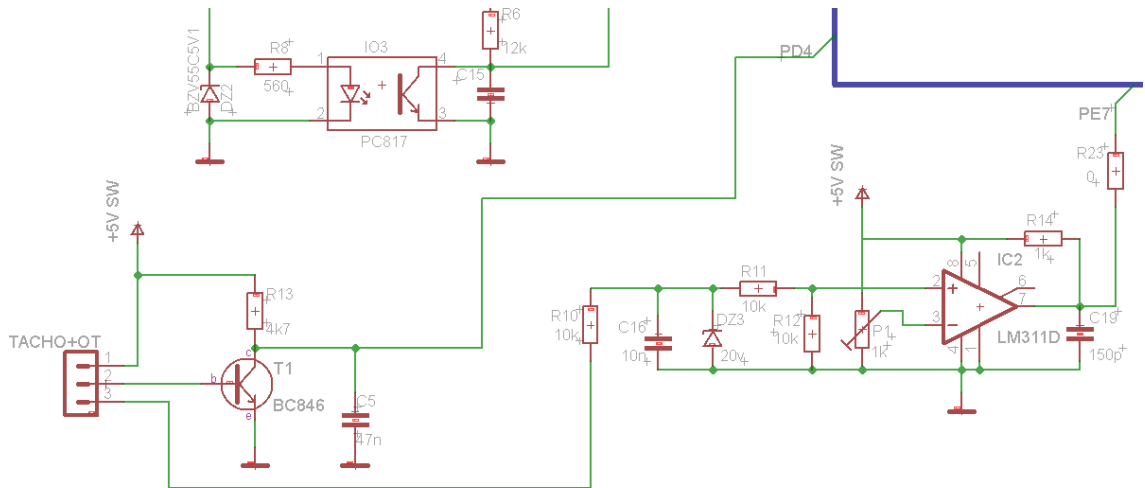 R6
12k
IO3
R8
560
1
2
4
3
PC817
C15
BZV55C5V1
DZ2
PD4
PE7
R23
0
+5V SW
+5V SW
R14
1k
IC2
8
5
6
7
2
3
4
1
LM311D
C19
150p
R11
10k
R10
10k
C16
10n
DZ3
20v
R12
10k
P1
1k
R13
4k7
TACHO+OT
1
2
3
c
b
e
T1
BC846
C5
47n